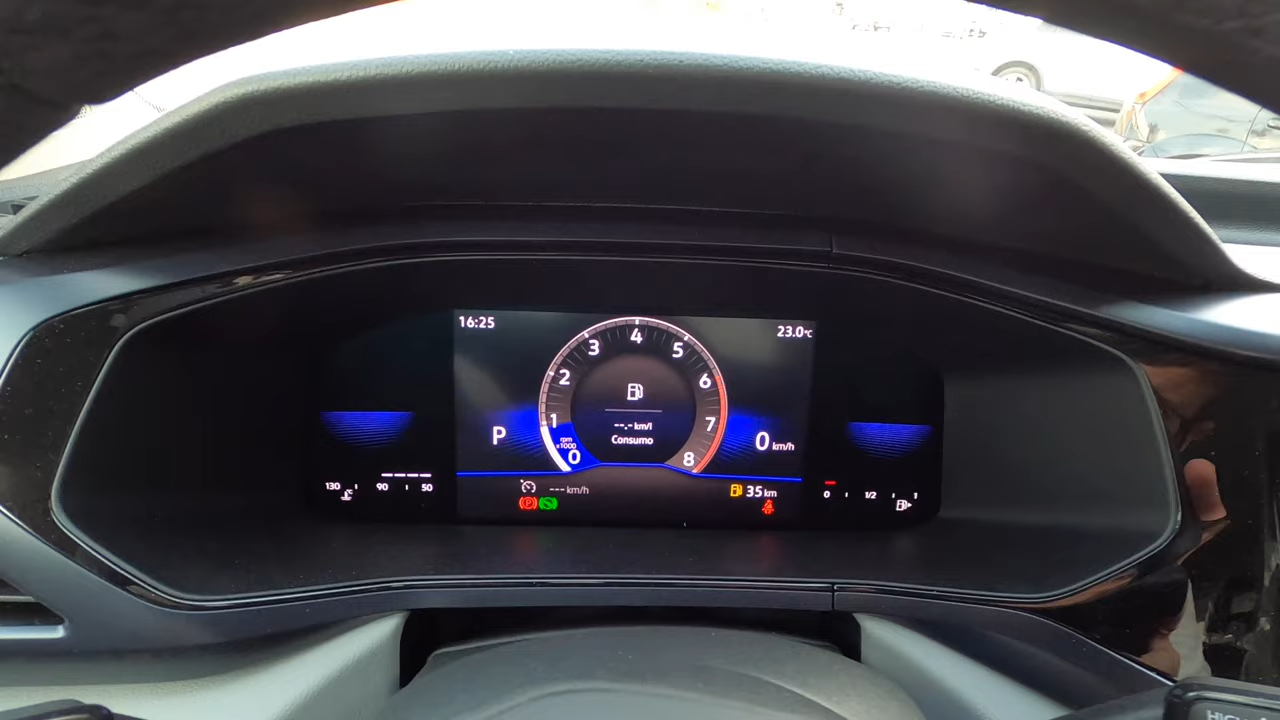 16:25
23.0°C
4
3 5
2 6
1 7
rpm
x1000
0 8
--.- km/l
Consumo
P
0 km/h
130 90 50
--- km/h
35 km
0 1/2 1
(P)
HIGH